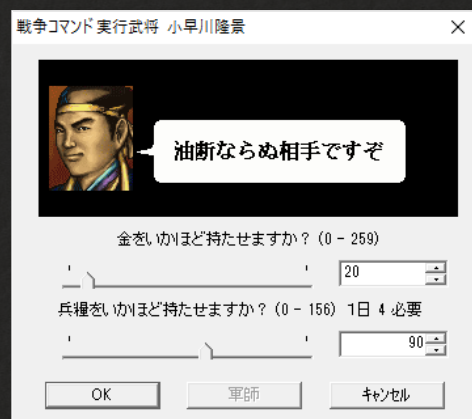 戦争コマンド 実行武将 小早川隆景
油断ならぬ相手ですぞ
金をいかほど持たせますか？(0 - 259)
20
兵糧をいかほど持たせますか？(0 - 156) 1日 4 必要
90
OK 軍師 キャンセル